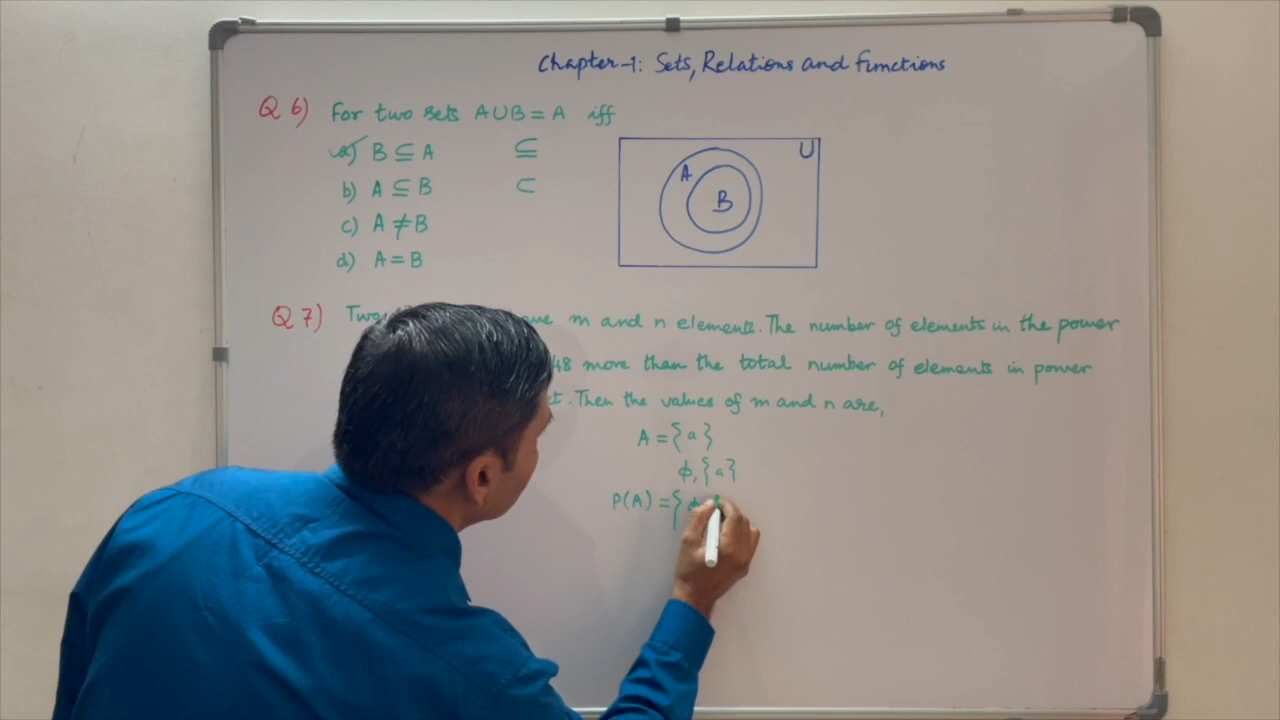 Chapter-1: Sets, Relations and Functions
Q 6) For two sets A∪B = A iff
a) B ⊆ A ⊆
b) A ⊆ B ⊂
c) A ≠ B
d) A = B
U
A
B
Q 7) Two m and n elements. The number of elements in the power
48 more than the total number of elements in power
Then the values of m and n are,
A = {a}
ϕ, {a}
P(A) = { ϕ